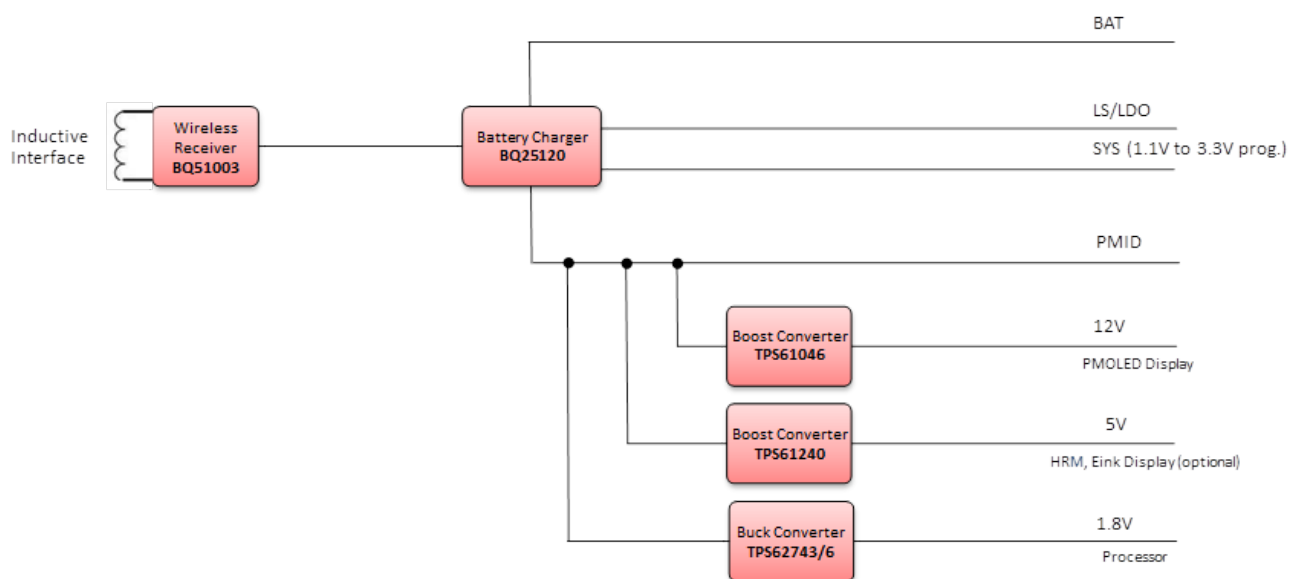 BAT
Inductive
Interface
Wireless
Receiver
BQ51003
Battery Charger
BQ25120
LS/LDO
SYS (1.1V to 3.3V prog.)
PMID
Boost Converter
TPS61046
12V
PMOLED Display
Boost Converter
TPS61240
5V
HRM, Eink Display (optional)
Buck Converter
TPS62743/6
1.8V
Processor